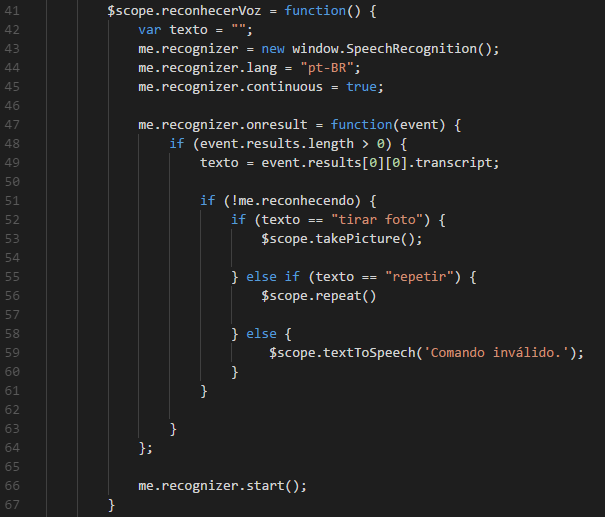 41 $scope.reconhecerVoz = function() {
42 var texto = "";
43 me.recognizer = new window.SpeechRecognition();
44 me.recognizer.lang = "pt-BR";
45 me.recognizer.continuous = true;
46
47 me.recognizer.onresult = function(event) {
48 if (event.results.length > 0) {
49 texto = event.results[0][0].transcript;
50
51 if (!me.reconhecendo) {
52 if (texto == "tirar foto") {
53 $scope.takePicture();
54
55 } else if (texto == "repetir") {
56 $scope.repeat()
57
58 } else {
59 $scope.textToSpeech('Comando inválido.');
60 }
61 }
62
63 }
64 };
65
66 me.recognizer.start();
67 }